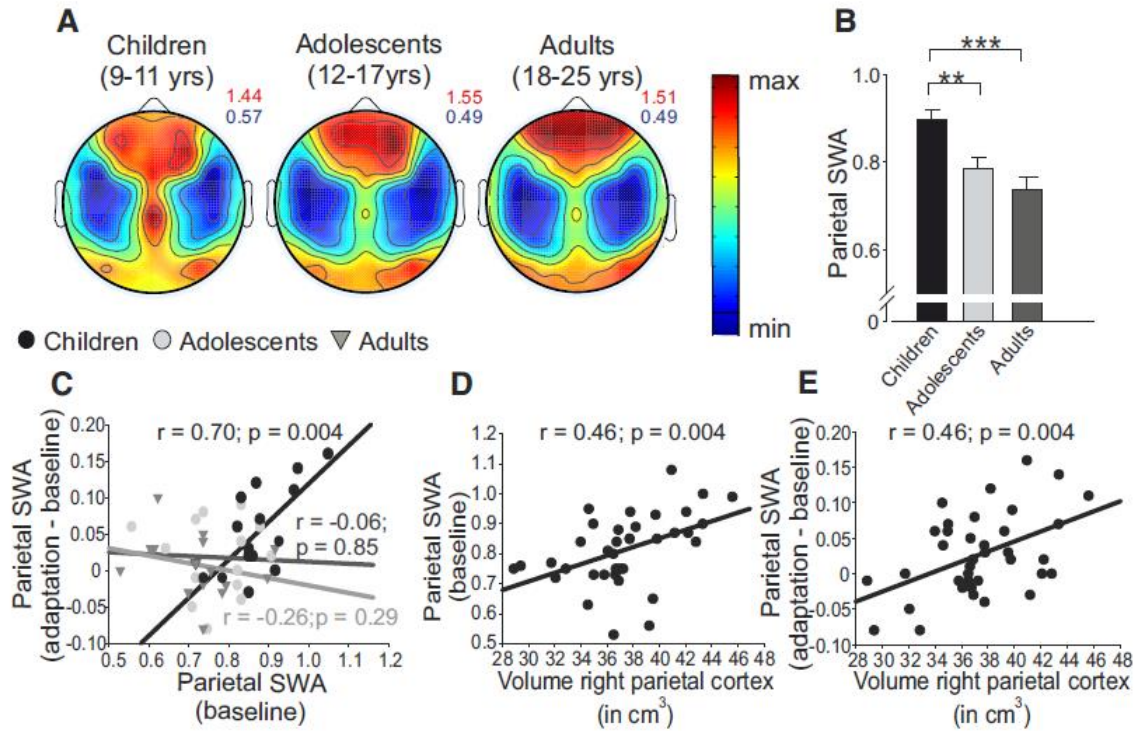 A
Children
(9-11 yrs)
1.44
0.57
Adolescents
(12-17yrs)
1.55
0.49
Adults
(18-25 yrs)
1.51
0.49
max
min
B
***
**
Parietal SWA
1.0
0.8
0.6
0
Children
Adolescents
Adults
Children Adolescents Adults
C
r = 0.70; p = 0.004
Parietal SWA
(adaptation - baseline)
0.20
0.15
0.10
0.05
0
-0.05
-0.10
r = -0.06;
p = 0.85
r = -0.26;p = 0.29
0.5 0.6 0.7 0.8 0.9 1.0 1.1 1.2
Parietal SWA
(baseline)
D
r = 0.46; p = 0.004
Parietal SWA
(baseline)
1.2
1.1
1.0
0.9
0.8
0.7
0.6
0.5
28 30 32 34 36 38 40 42 44 46 48
Volume right parietal cortex
(in cm³)
E
r = 0.46; p = 0.004
Parietal SWA
(adaptation - baseline)
0.20
0.15
0.10
0.05
0
-0.05
-0.10
28 30 32 34 36 38 40 42 44 46 48
Volume right parietal cortex
(in cm³)